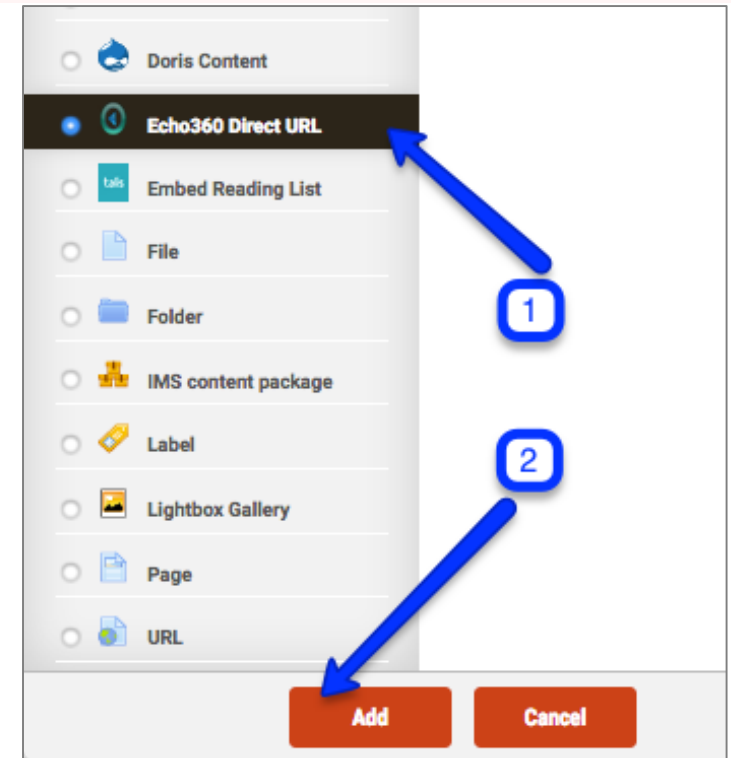 Doris Content
Echo360 Direct URL
talis
Embed Reading List
File
1
Folder
IMS content package
Label
2
Lightbox Gallery
Page
URL
Add
Cancel